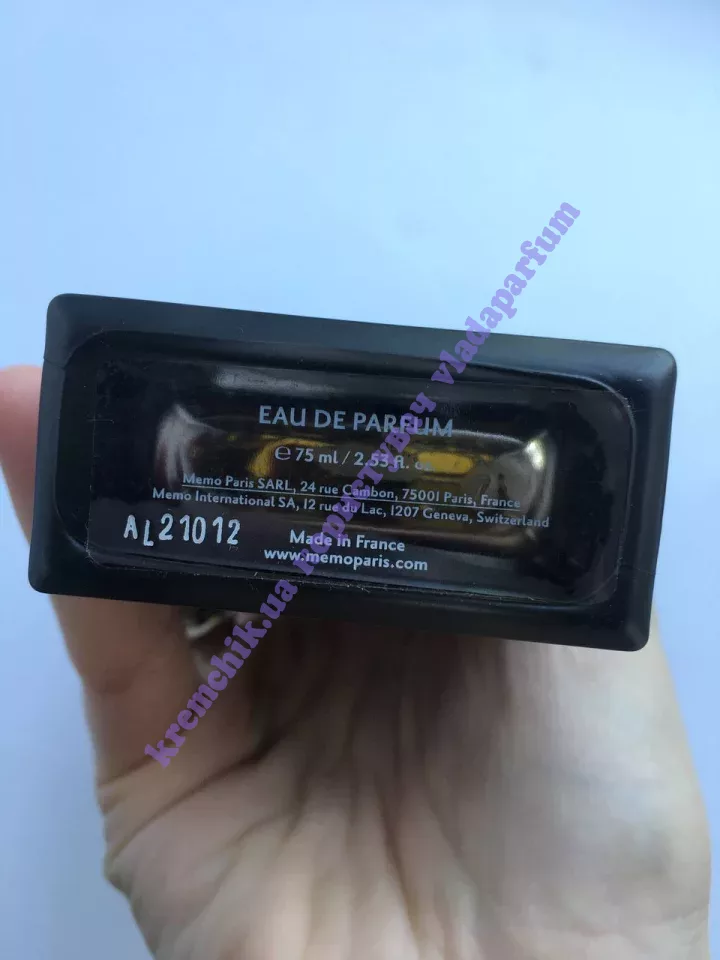 EAU DE PARFUM
℮ 75 ml / 2.53 fl. oz
Memo Paris SARL, 24 rue Cambon, 75001 Paris, France
Memo International SA, 12 rue du Lac, 1207 Geneva, Switzerland
AL21012
Made in France
www.memoparis.com
kremchik.ua vladaparfum